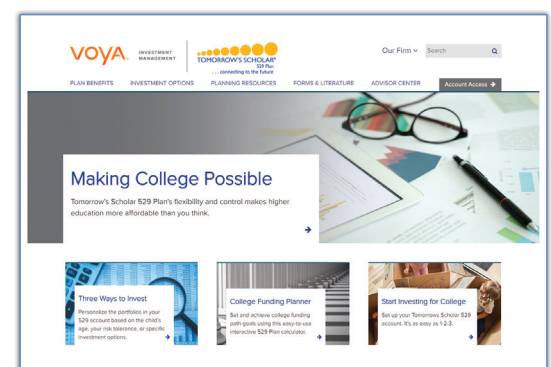 VOYA. INVESTMENT
MANAGEMENT
TOMORROW'S SCHOLAR®
529 Plan
. . . connecting to the future
Our Firm
Search
PLAN BENEFITS INVESTMENT OPTIONS PLANNING RESOURCES FORMS & LITERATURE ADVISOR CENTER Account Access
Making College Possible
Tomorrow's Scholar 529 Plan's flexibility and control makes higher
education more affordable than you think.
Three Ways to Invest
Personalize the portfolios in your
529 account based on the child's
age, your risk tolerance, or specific
investment options.
College Funding Planner
Set and achieve college funding
path goals using this easy-to-use
interactive 529 Plan calculator.
Start Investing for College
Set up your Tomorrows Scholar 529
account. It's as easy as 1-2-3.